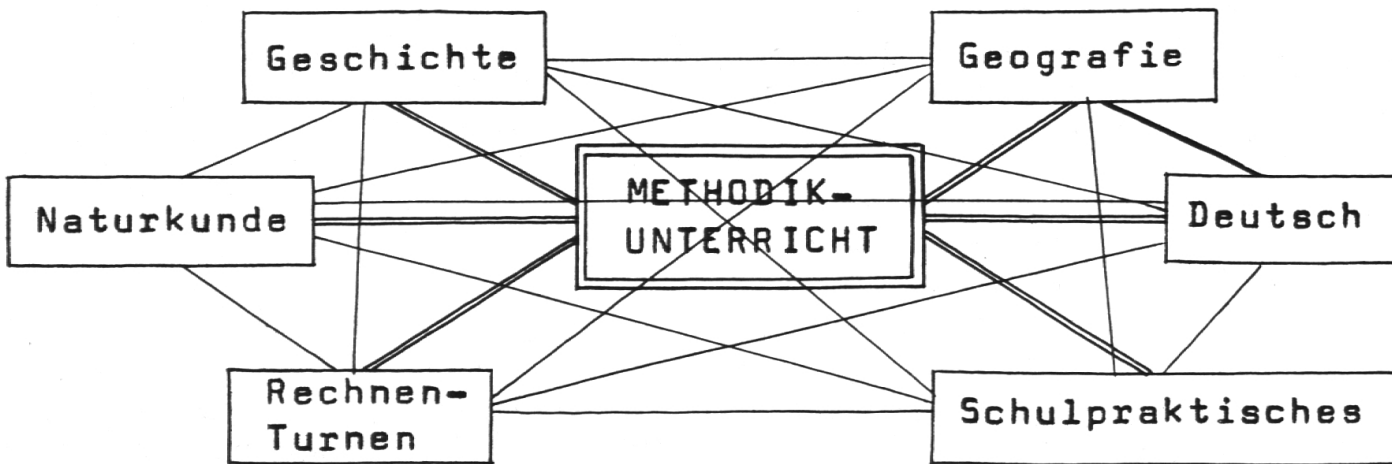 Geschichte
Geografie
METHODIK-
UNTERRICHT
Naturkunde
Deutsch
Rechnen-
Turnen
Schulpraktisches